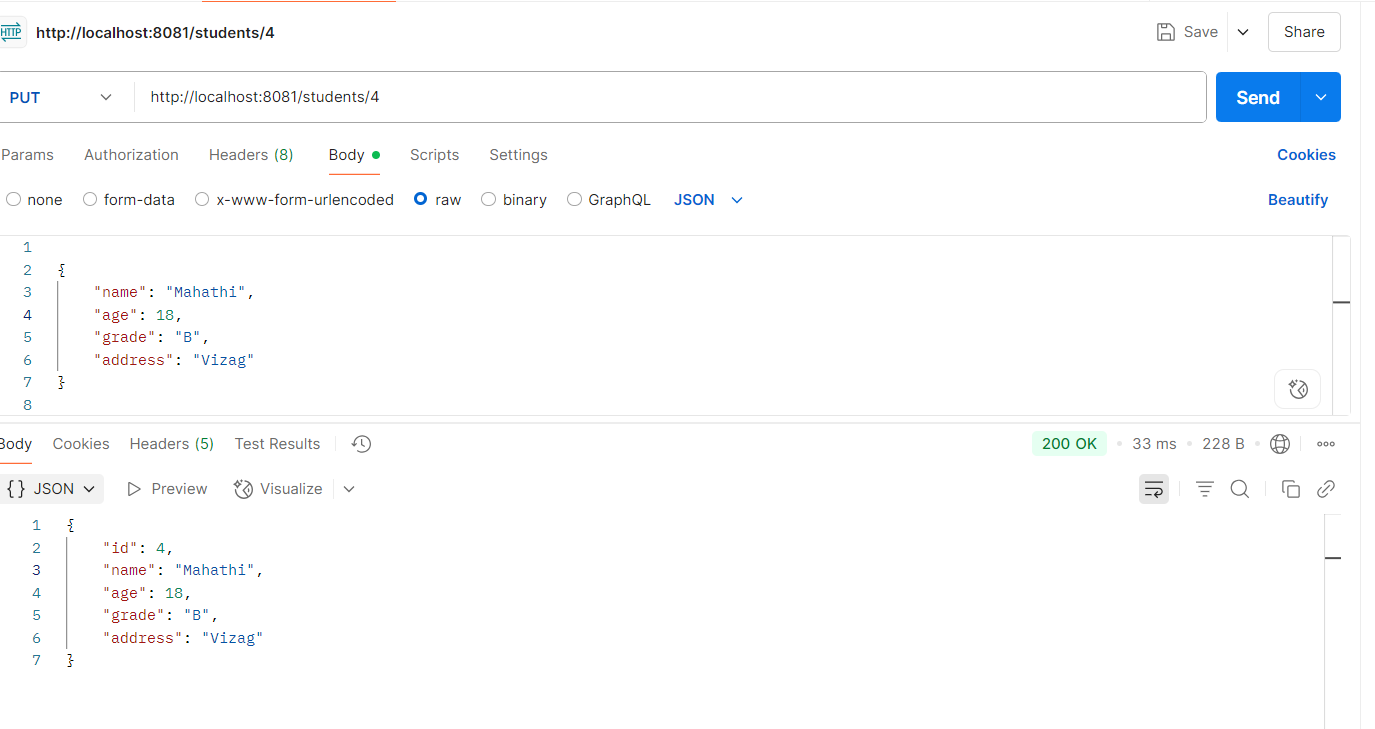 HTTP http://localhost:8081/students/4 Save Share
PUT http://localhost:8081/students/4 Send
Params Authorization Headers (8) Body Scripts Settings Cookies
none form-data x-www-form-urlencoded raw binary GraphQL JSON Beautify
1
2 {
3 "name": "Mahathi",
4 "age": 18,
5 "grade": "B",
6 "address": "Vizag"
7 }
8
Body Cookies Headers (5) Test Results 200 OK • 33 ms • 228 B •
{} JSON Preview Visualize
1 {
2 "id": 4,
3 "name": "Mahathi",
4 "age": 18,
5 "grade": "B",
6 "address": "Vizag"
7 }